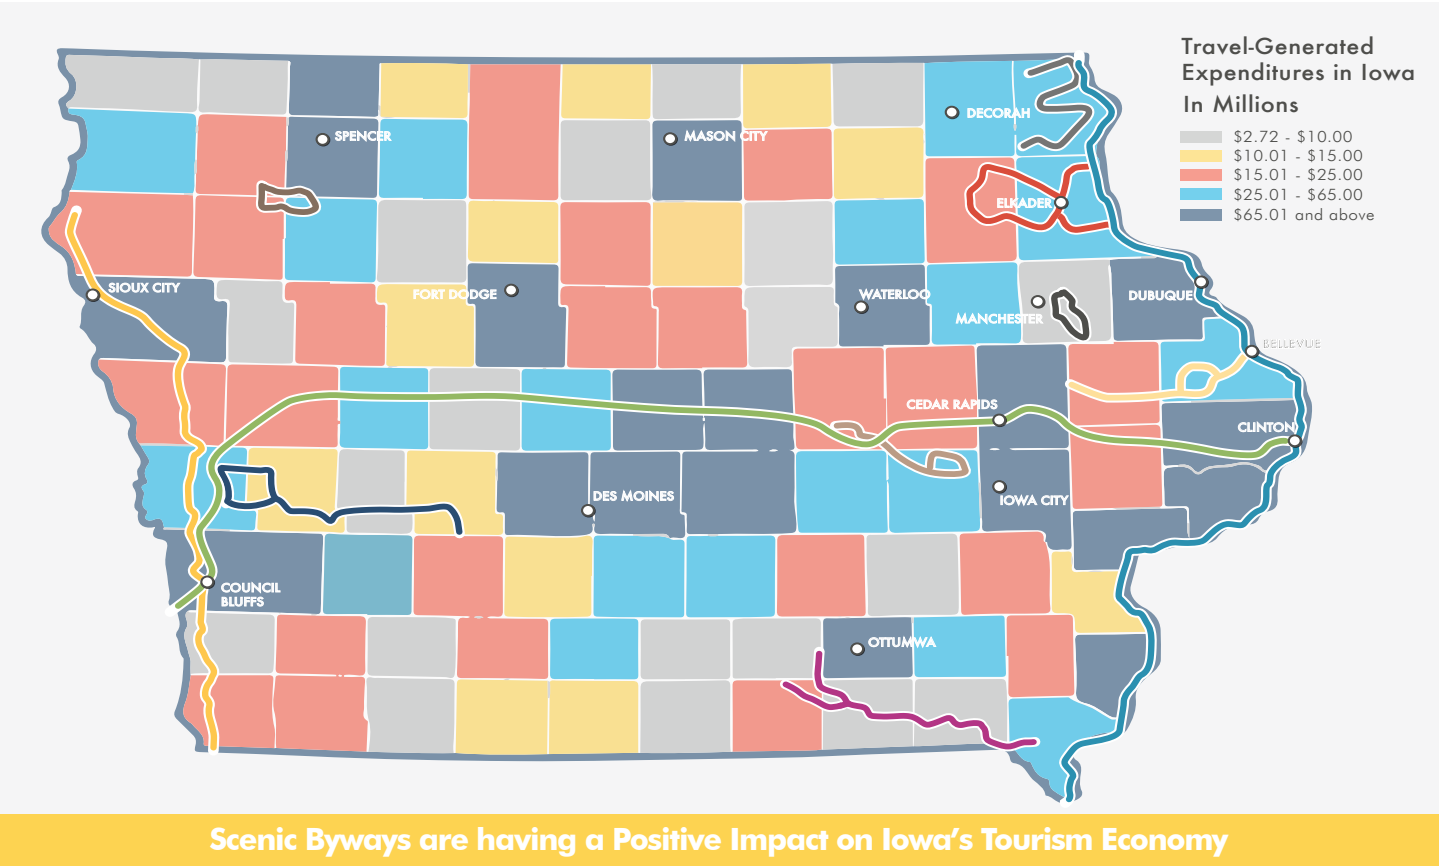 Travel-Generated
Expenditures in Iowa
In Millions
$2.72 - $10.00
$10.01 - $15.00
$15.01 - $25.00
$25.01 - $65.00
$65.01 and above
DECORAH
SPENCER
MASON CITY
ELKADER
SIOUX CITY
FORT DODGE
WATERLOO
DUBUQUE
MANCHESTER
BELLEVUE
CEDAR RAPIDS
CLINTON
DES MOINES
IOWA CITY
COUNCIL
BLUFFS
OTTUMWA
Scenic Byways are having a Positive Impact on Iowa's Tourism Economy